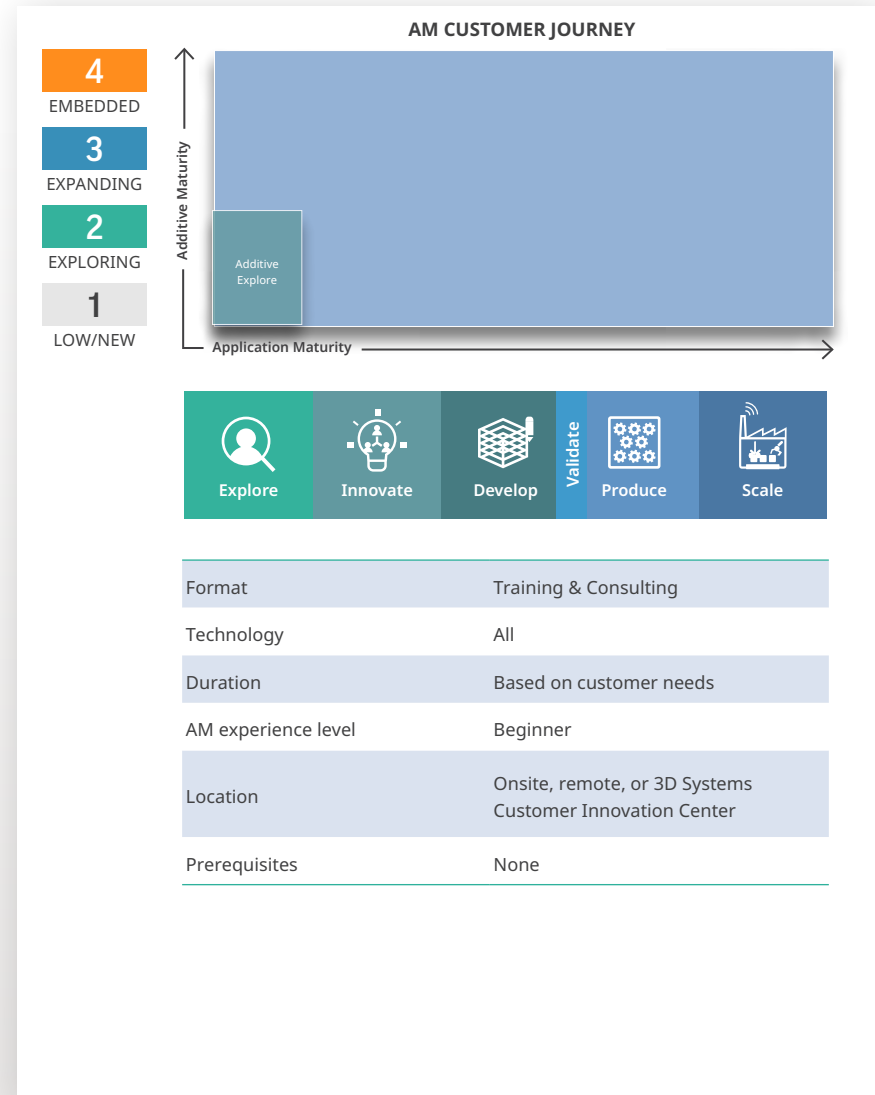 AM CUSTOMER JOURNEY
4
EMBEDDED
3
EXPANDING
2
EXPLORING
1
LOW/NEW
Additive Maturity
Additive
Explore
Application Maturity
Explore
Innovate
Develop
Validate
Produce
Scale
Format Training & Consulting
Technology All
Duration Based on customer needs
AM experience level Beginner
Location Onsite, remote, or 3D Systems
Customer Innovation Center
Prerequisites None